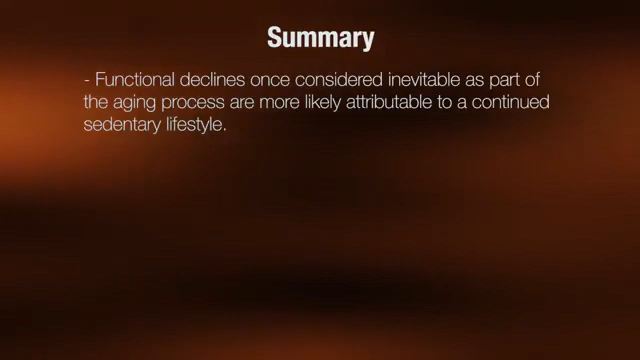 Summary
- Functional declines once considered inevitable as part of
the aging process are more likely attributable to a continued
sedentary lifestyle.